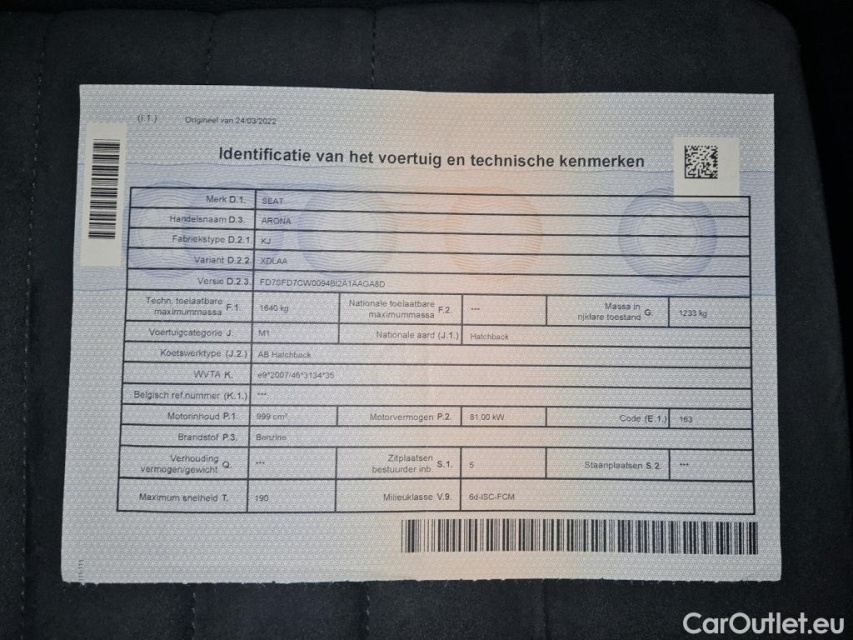 (i.1.) Origineel van 24/03/2022
Identificatie van het voertuig en technische kenmerken
Merk D.1. SEAT
Handelsnaam D.3. ARONA
Fabriekstype D.2.1 KJ
Variant D.2.2 XDLAA
Versie D.2.3.
Techn. toelaatbare maximummassa F.1. 1640 kg Nationale toelaatbare maximummassa F.2 --- Massa in rijklare toestand G. 1233 kg
Voertuigcategorie J. M1 Nationale aard (J.1.) Hatchback
Koetswerktype (J.2.) AB Hatchback
WVTA K. e9*2007/46*3134*35
Belgisch ref.nummer (K.1.) ---
Motorinhoud P.1. 999 cm³ Motorvermogen P.2. 81.00 kW Code (E.1.) 163
Brandstof P.3. Benzine
Verhouding vermogen/gewicht Q. --- Zitplaatsen bestuurder inb. S.1. 5 Staanplaatsen S.2. ---
Maximum snelheid T. 190 Milieuklasse V.9. 6d-ISC-FCM
CarOutlet.eu